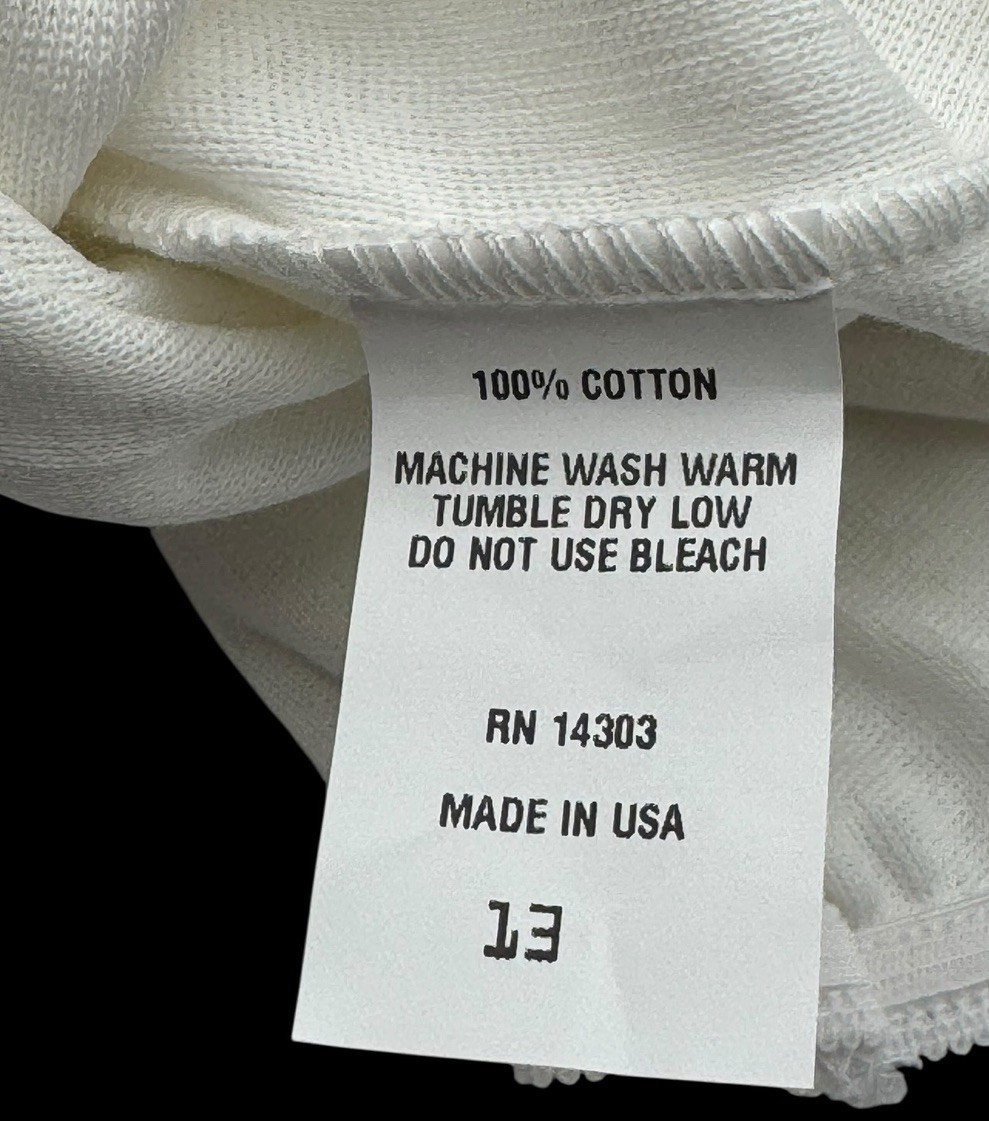 100% COTTON
MACHINE WASH WARM
TUMBLE DRY LOW
DO NOT USE BLEACH
RN 14303
MADE IN USA
13